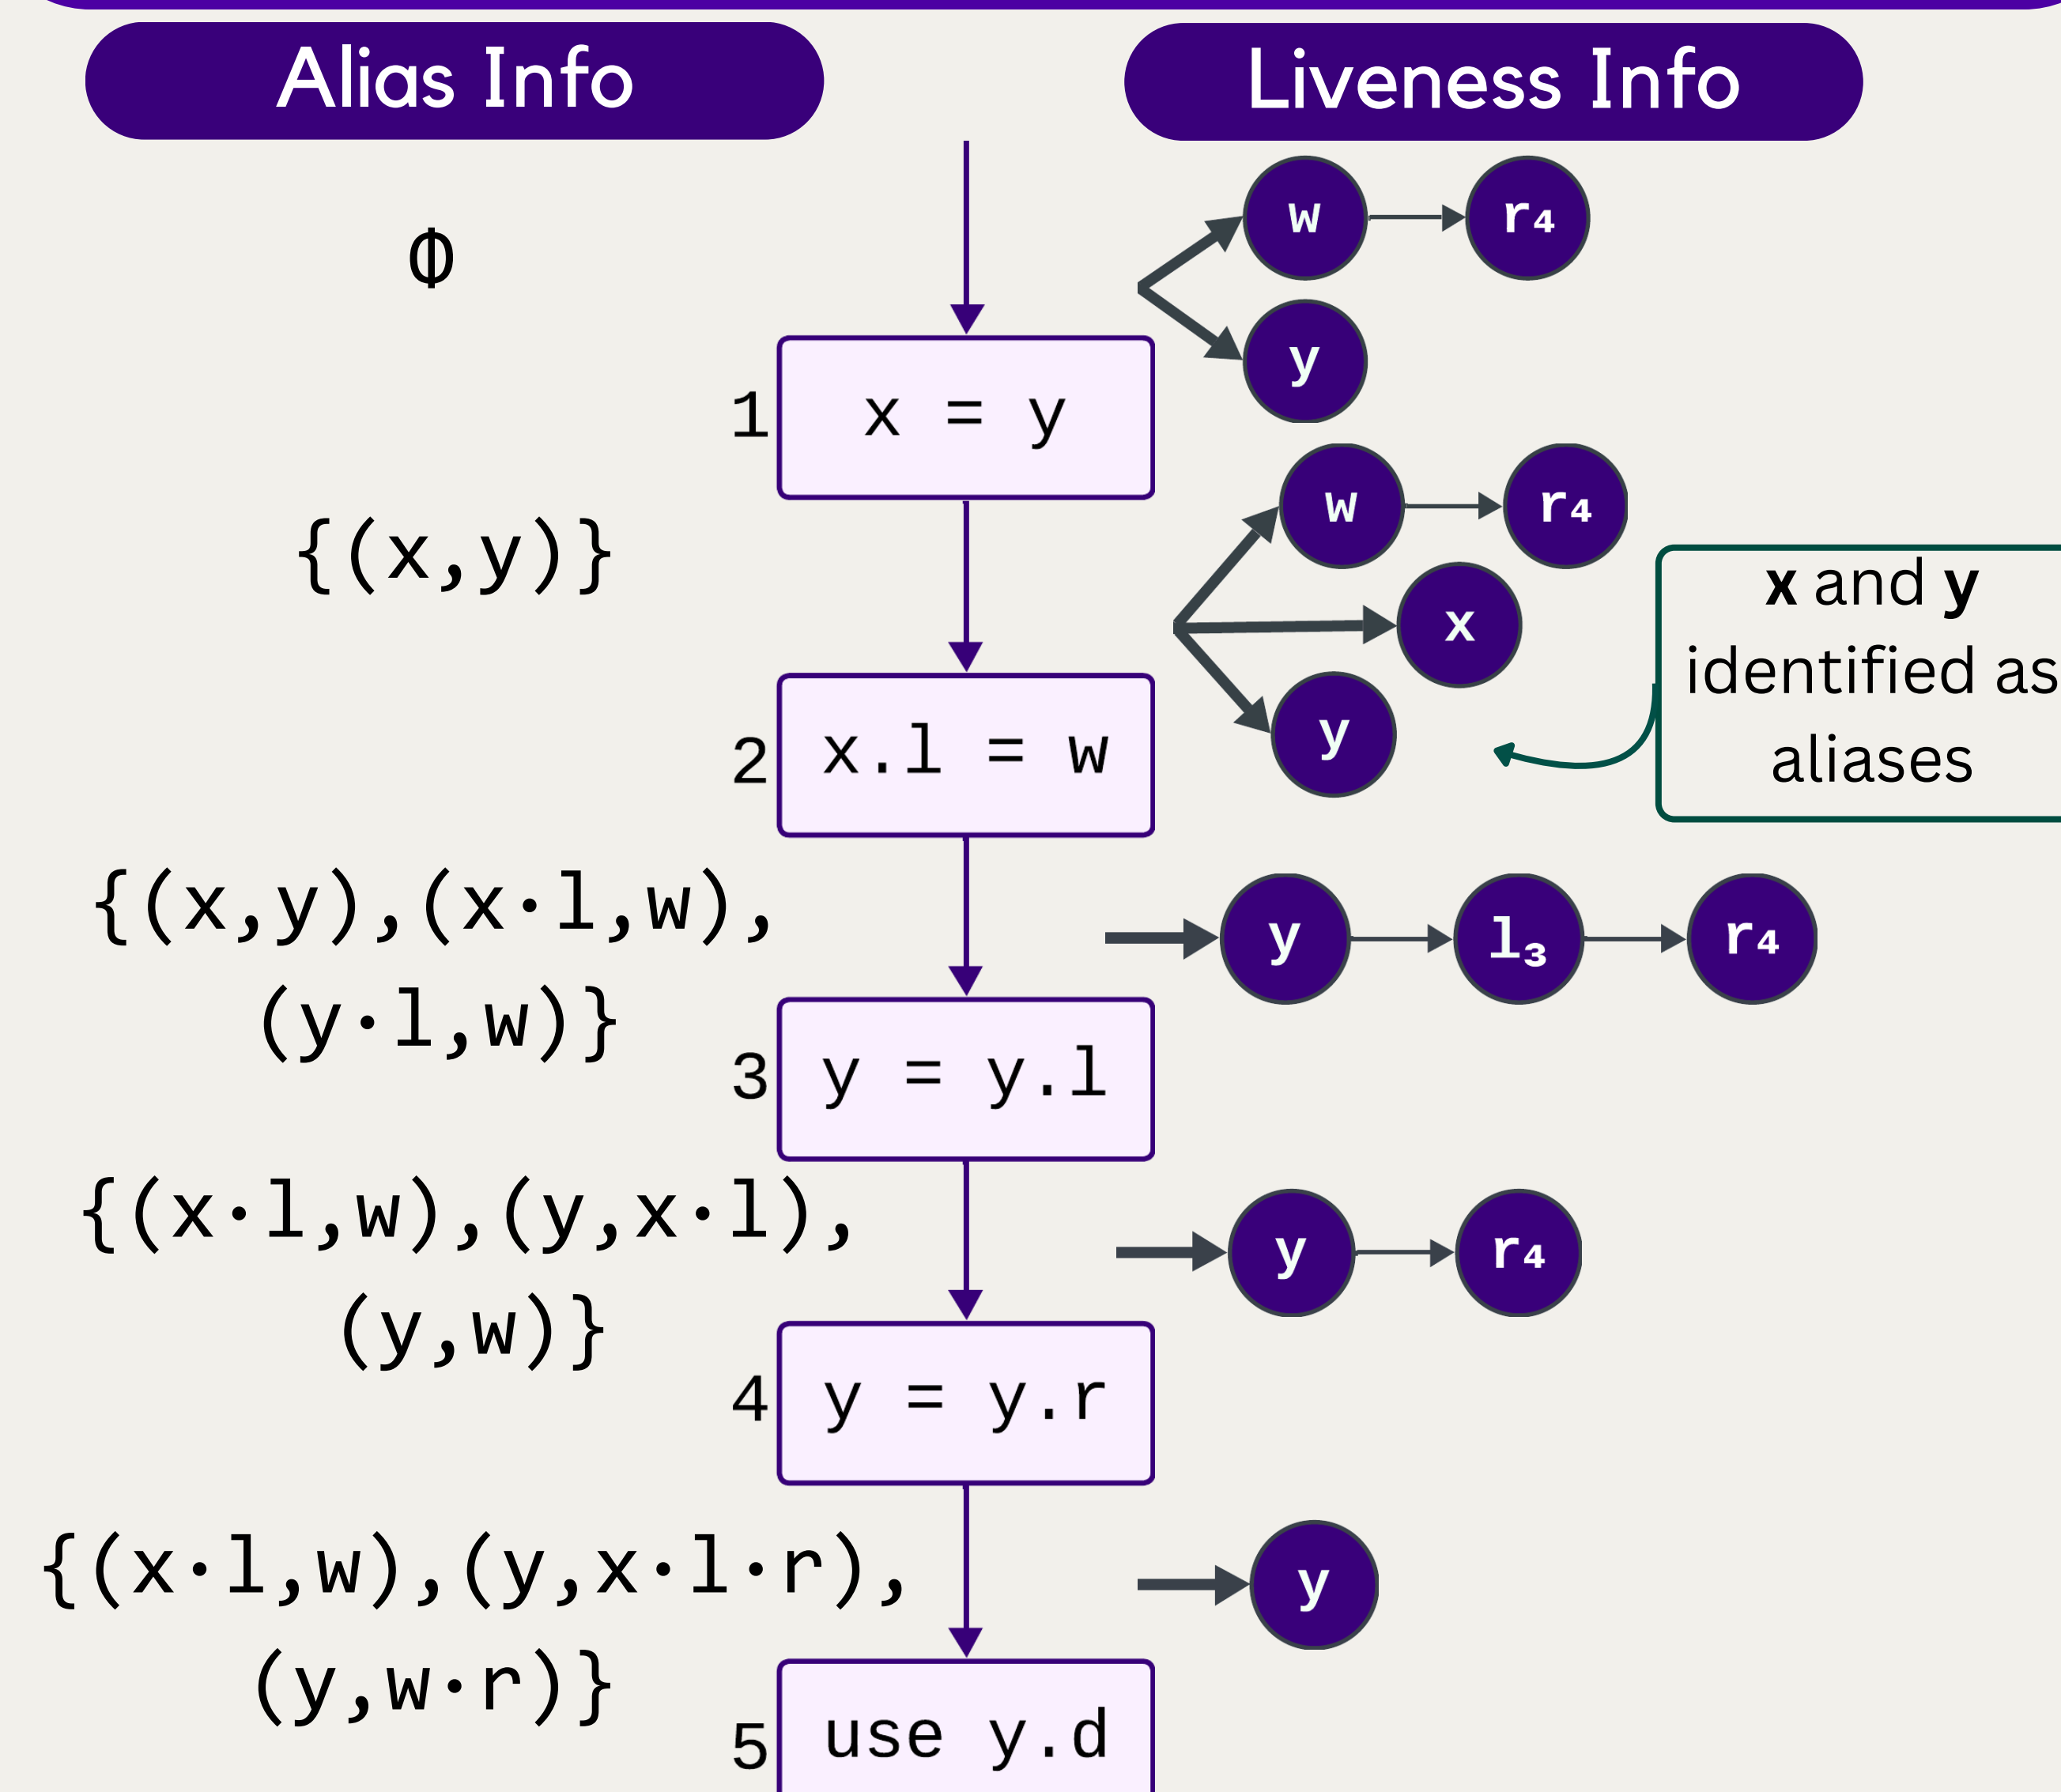 Alias Info
Liveness Info
Φ
w r₄
y
1 x = y
{(x,y)}
w r₄
x
y
x and y
identified as
aliases
2 x.l = w
{(x,y),(x·l,w),
(y·l,w)}
y l₃ r₄
3 y = y.l
{(x·l,w),(y,x·l),
(y,w)}
y r₄
4 y = y.r
{(x·l,w),(y,x·l·r),
(y,w·r)}
y
5 use y.d